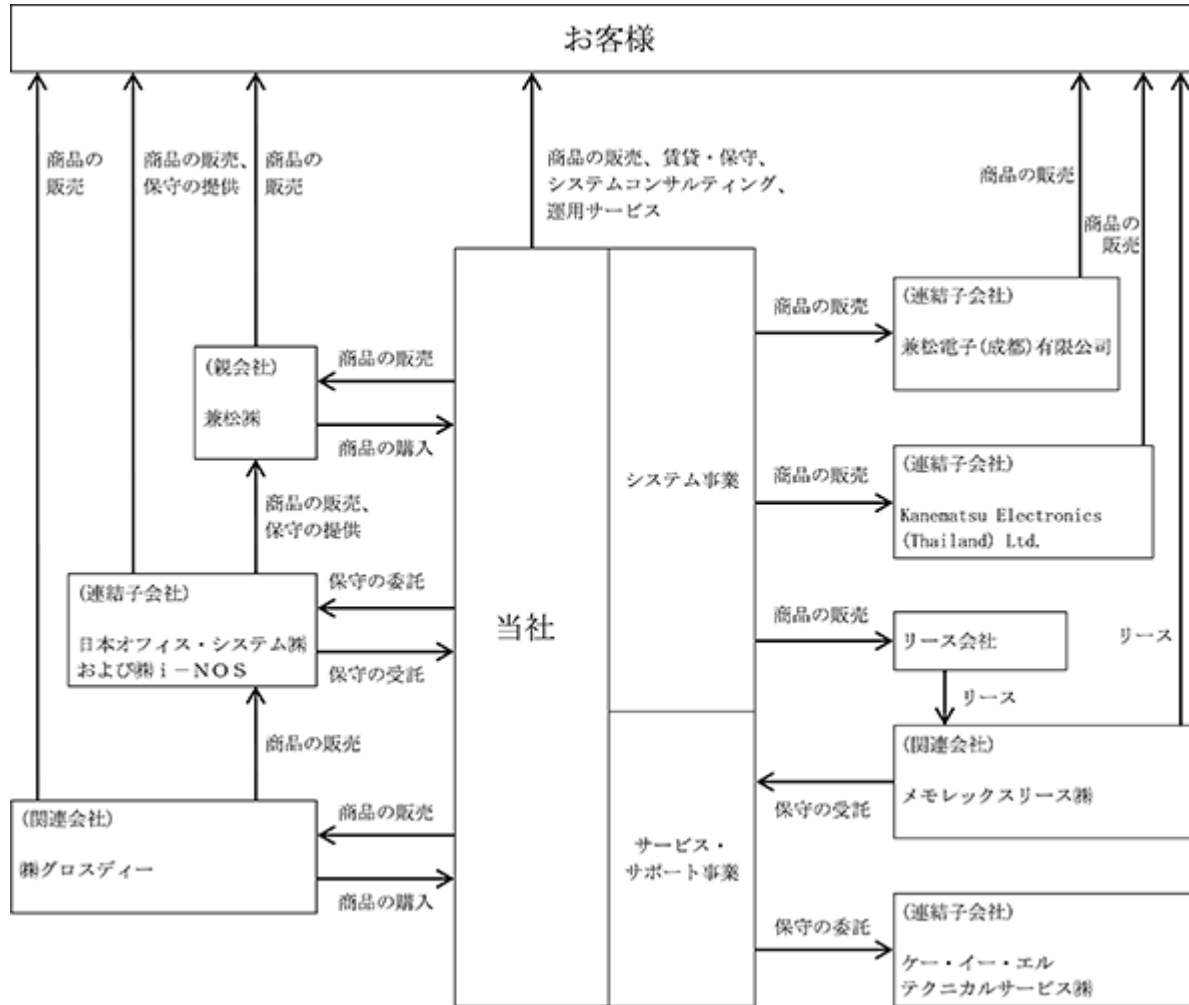 お客様
商品の
販売
商品の販売、
保守の提供
商品の
販売
商品の販売、賃貸・保守、
システムコンサルティング、
運用サービス
商品の販売
商品の
販売
リース
(親会社)
兼松㈱
商品の販売
商品の購入
商品の販売、
保守の提供
(連結子会社)
日本オフィス・システム㈱
および㈱ｉ－ＮＯＳ
保守の委託
保守の受託
商品の販売
(関連会社)
㈱グロスディー
商品の販売
商品の購入
当社
システム事業
サービス・
サポート事業
商品の販売
(連結子会社)
兼松電子(成都)有限公司
商品の販売
(連結子会社)
Kanematsu Electronics
(Thailand) Ltd.
商品の販売
リース会社
リース
(関連会社)
メモレックスリース㈱
保守の受託
保守の委託
(連結子会社)
ケー・イー・エル
テクニカルサービス㈱